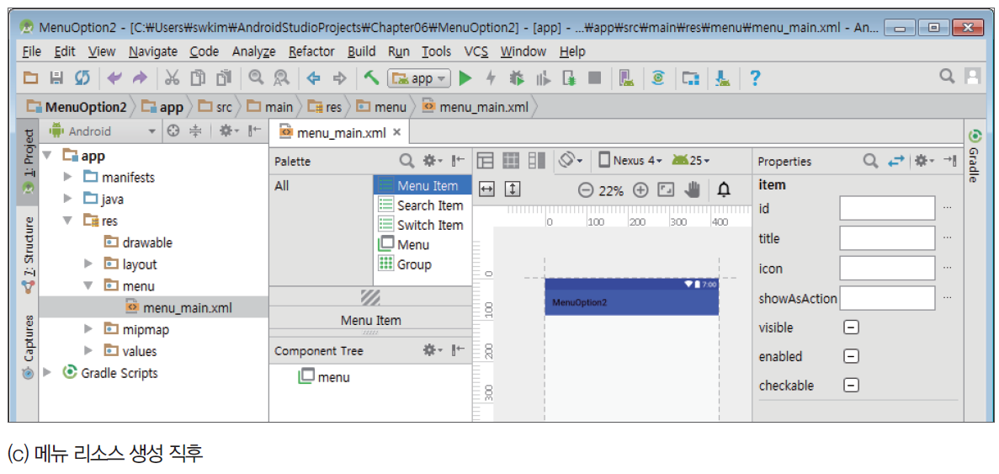 MenuOption2 - [C:₩Users₩swkim₩AndroidStudioProjects₩Chapter06₩MenuOption2] - [app] - ...₩app₩src₩main₩res₩menu₩menu_main.xml - An...
File Edit View Navigate Code Analyze Refactor Build Run Tools VCS Window Help
app
MenuOption2 app src main res menu menu_main.xml
1: Project
7: Structure
Captures
Android
app
manifests
java
res
drawable
layout
menu
menu_main.xml
mipmap
values
Gradle Scripts
menu_main.xml
Palette
All
Menu Item
Search Item
Switch Item
Menu
Group
Menu Item
Component Tree
menu
Nexus 4 25
22%
0 100 200 300 400
0
100
200
300
7:00
MenuOption2
Properties
item
id ...
title ...
icon ...
showAsAction ...
visible
enabled
checkable
Gradle
(c) 메뉴 리소스 생성 직후